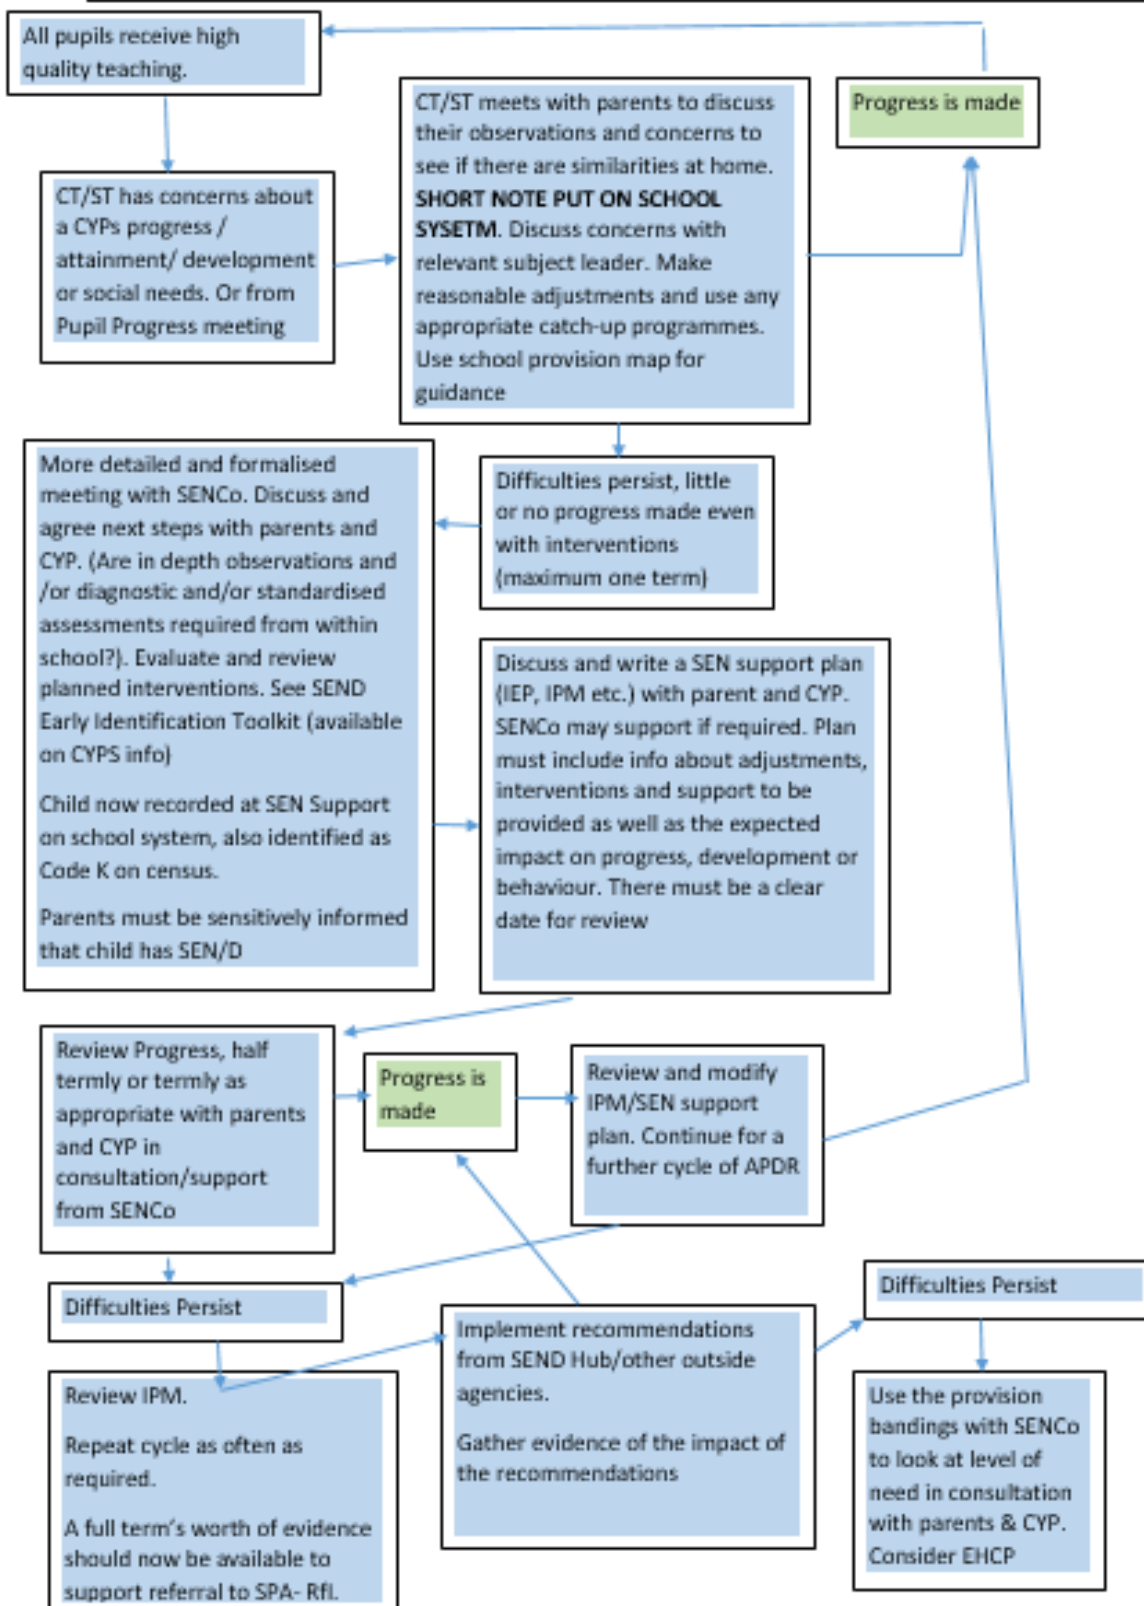 All pupils receive high
quality teaching.
Progress is made
CT/ST meets with parents to discuss
their observations and concerns to
see if there are similarities at home.
SHORT NOTE PUT ON SCHOOL
SYSETM. Discuss concerns with
relevant subject leader. Make
reasonable adjustments and use any
appropriate catch-up programmes.
Use school provision map for
guidance
CT/ST has concerns about
a CYPs progress /
attainment/ development
or social needs. Or from
Pupil Progress meeting
Difficulties persist, little
or no progress made even
with interventions
(maximum one term)
More detailed and formalised
meeting with SENCo. Discuss and
agree next steps with parents and
CYP. (Are in depth observations and
/or diagnostic and/or standardised
assessments required from within
school?). Evaluate and review
planned interventions. See SEND
Early Identification Toolkit (available
on CYPS info)
Child now recorded at SEN Support
on school system, also identified as
Code K on census.
Parents must be sensitively informed
that child has SEN/D
Discuss and write a SEN support plan
(IEP, IPM etc.) with parent and CYP.
SENCo may support if required. Plan
must include info about adjustments,
interventions and support to be
provided as well as the expected
impact on progress, development or
behaviour. There must be a clear
date for review
Review Progress, half
termly or termly as
appropriate with parents
and CYP in
consultation/support
from SENCo
Progress is
made
Review and modify
IPM/SEN support
plan. Continue for a
further cycle of APDR
Difficulties Persist
Review IPM.
Repeat cycle as often as
required.
A full term's worth of evidence
should now be available to
support referral to SPA- RfI.
Implement recommendations
from SEND Hub/other outside
agencies.
Gather evidence of the impact of
the recommendations
Difficulties Persist
Use the provision
bandings with SENCo
to look at level of
need in consultation
with parents & CYP.
Consider EHCP